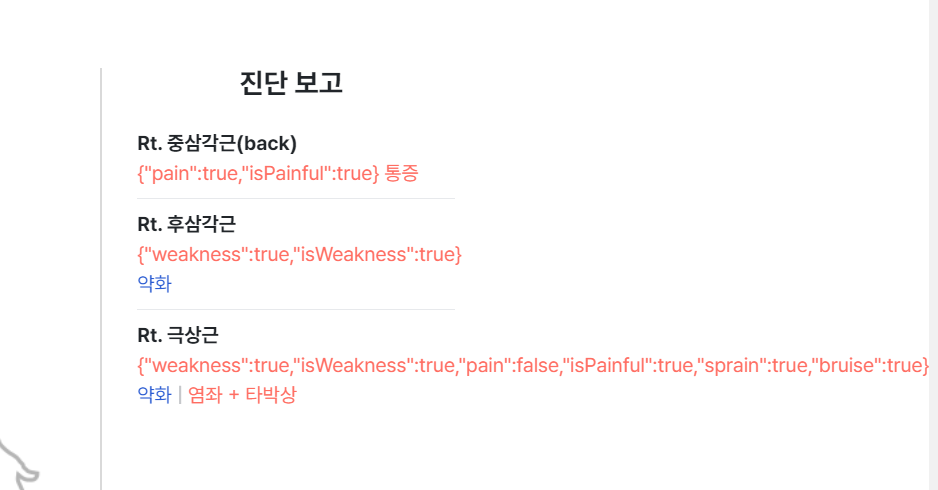 진단 보고
Rt. 중삼각근(back)
{"pain":true,"isPainful":true} 통증
Rt. 후삼각근
{"weakness":true,"isWeakness":true}
약화
Rt. 극상근
{"weakness":true,"isWeakness":true,"pain":false,"isPainful":true,"sprain":true,"bruise":true}
약화 | 염좌 + 타박상